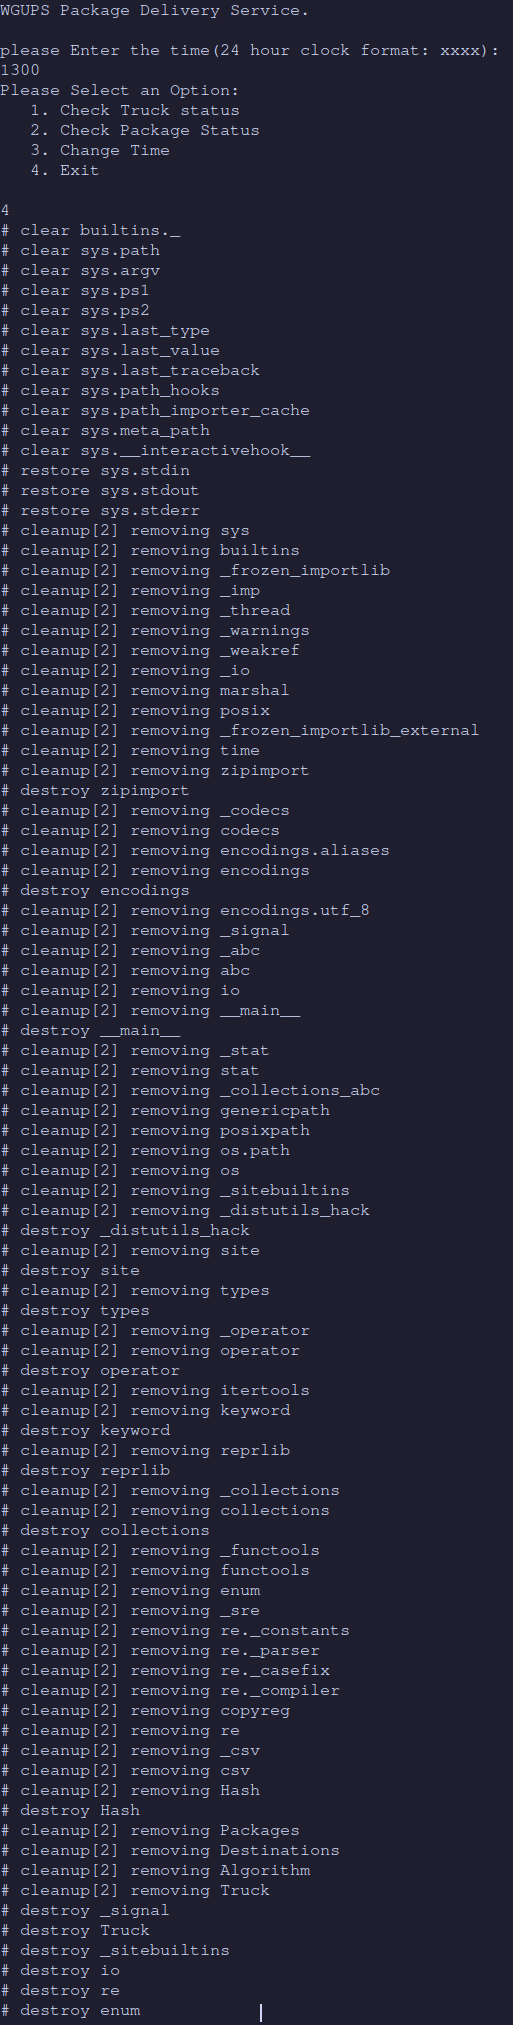 WGUPS Package Delivery Service.
please Enter the time(24 hour clock format: xxxx):
1300
Please Select an Option:
1. Check Truck status
2. Check Package Status
3. Change Time
4. Exit
4
# clear builtins._
# clear sys.path
# clear sys.argv
# clear sys.ps1
# clear sys.ps2
# clear sys.last_type
# clear sys.last_value
# clear sys.last_traceback
# clear sys.path_hooks
# clear sys.path_importer_cache
# clear sys.meta_path
# clear sys.__interactivehook__
# restore sys.stdin
# restore sys.stdout
# restore sys.stderr
# cleanup[2] removing sys
# cleanup[2] removing builtins
# cleanup[2] removing _frozen_importlib
# cleanup[2] removing _imp
# cleanup[2] removing _thread
# cleanup[2] removing _warnings
# cleanup[2] removing _weakref
# cleanup[2] removing _io
# cleanup[2] removing marshal
# cleanup[2] removing posix
# cleanup[2] removing _frozen_importlib_external
# cleanup[2] removing time
# cleanup[2] removing zipimport
# destroy zipimport
# cleanup[2] removing _codecs
# cleanup[2] removing codecs
# cleanup[2] removing encodings.aliases
# cleanup[2] removing encodings
# destroy encodings
# cleanup[2] removing encodings.utf_8
# cleanup[2] removing _signal
# cleanup[2] removing _abc
# cleanup[2] removing abc
# cleanup[2] removing io
# cleanup[2] removing __main__
# destroy __main__
# cleanup[2] removing _stat
# cleanup[2] removing stat
# cleanup[2] removing _collections_abc
# cleanup[2] removing genericpath
# cleanup[2] removing posixpath
# cleanup[2] removing os.path
# cleanup[2] removing os
# cleanup[2] removing _sitebuiltins
# cleanup[2] removing _distutils_hack
# destroy _distutils_hack
# cleanup[2] removing site
# destroy site
# cleanup[2] removing types
# destroy types
# cleanup[2] removing _operator
# cleanup[2] removing operator
# destroy operator
# cleanup[2] removing itertools
# cleanup[2] removing keyword
# destroy keyword
# cleanup[2] removing reprlib
# destroy reprlib
# cleanup[2] removing _collections
# cleanup[2] removing collections
# destroy collections
# cleanup[2] removing _functools
# cleanup[2] removing functools
# cleanup[2] removing enum
# cleanup[2] removing _sre
# cleanup[2] removing re._constants
# cleanup[2] removing re._parser
# cleanup[2] removing re._casefix
# cleanup[2] removing re._compiler
# cleanup[2] removing copyreg
# cleanup[2] removing re
# cleanup[2] removing _csv
# cleanup[2] removing csv
# cleanup[2] removing Hash
# destroy Hash
# cleanup[2] removing Packages
# cleanup[2] removing Destinations
# cleanup[2] removing Algorithm
# cleanup[2] removing Truck
# destroy _signal
# destroy Truck
# destroy _sitebuiltins
# destroy io
# destroy re
# destroy enum